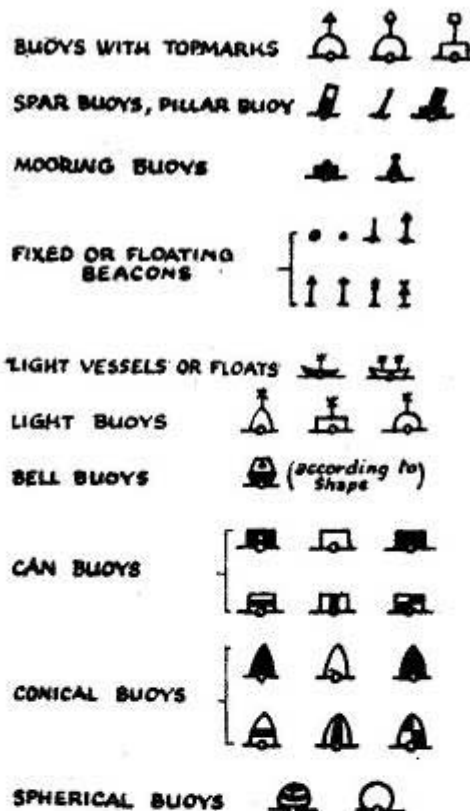 BUOYS WITH TOPMARKS
SPAR BUOYS, PILLAR BUOY
MOORING BUOYS
FIXED OR FLOATING
BEACONS
LIGHT VESSELS OR FLOATS
LIGHT BUOYS
BELL BUOYS (according to
shape)
CAN BUOYS
CONICAL BUOYS
SPHERICAL BUOYS